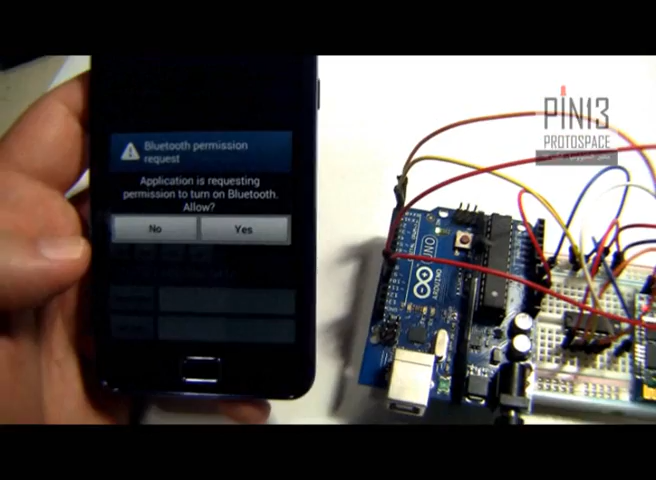 PIN13
PROTOSPACE
Bluetooth permission
request
Application is requesting
permission to turn on Bluetooth.
Allow?
No
Yes
UNO
ARDUINO